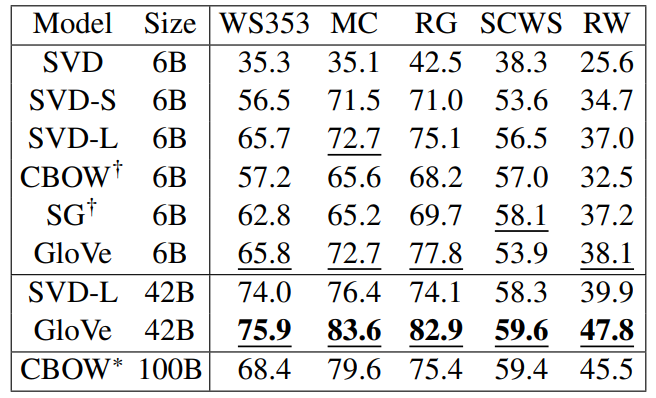 Model Size WS353 MC RG SCWS RW
SVD 6B 35.3 35.1 42.5 38.3 25.6
SVD-S 6B 56.5 71.5 71.0 53.6 34.7
SVD-L 6B 65.7 72.7 75.1 56.5 37.0
CBOW† 6B 57.2 65.6 68.2 57.0 32.5
SG† 6B 62.8 65.2 69.7 58.1 37.2
GloVe 6B 65.8 72.7 77.8 53.9 38.1
SVD-L 42B 74.0 76.4 74.1 58.3 39.9
GloVe 42B 75.9 83.6 82.9 59.6 47.8
CBOW* 100B 68.4 79.6 75.4 59.4 45.5